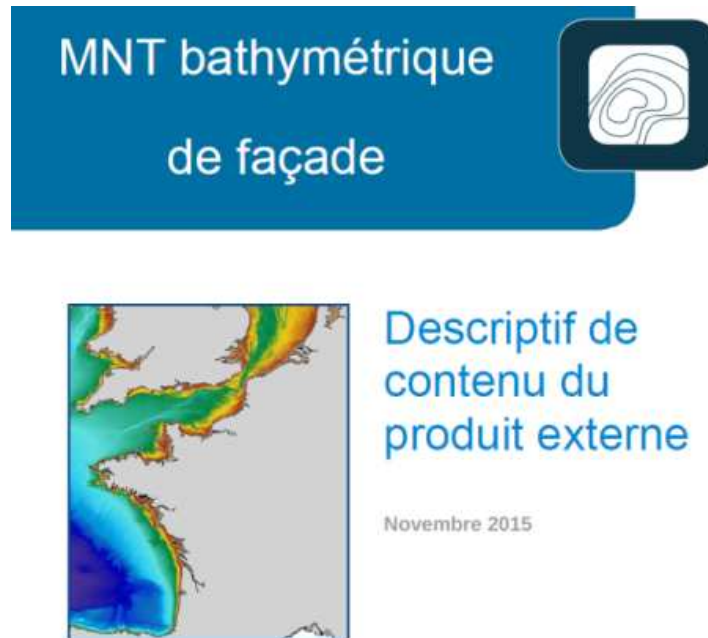 MNT bathymétrique
de façade
Descriptif de
contenu du
produit externe
Novembre 2015